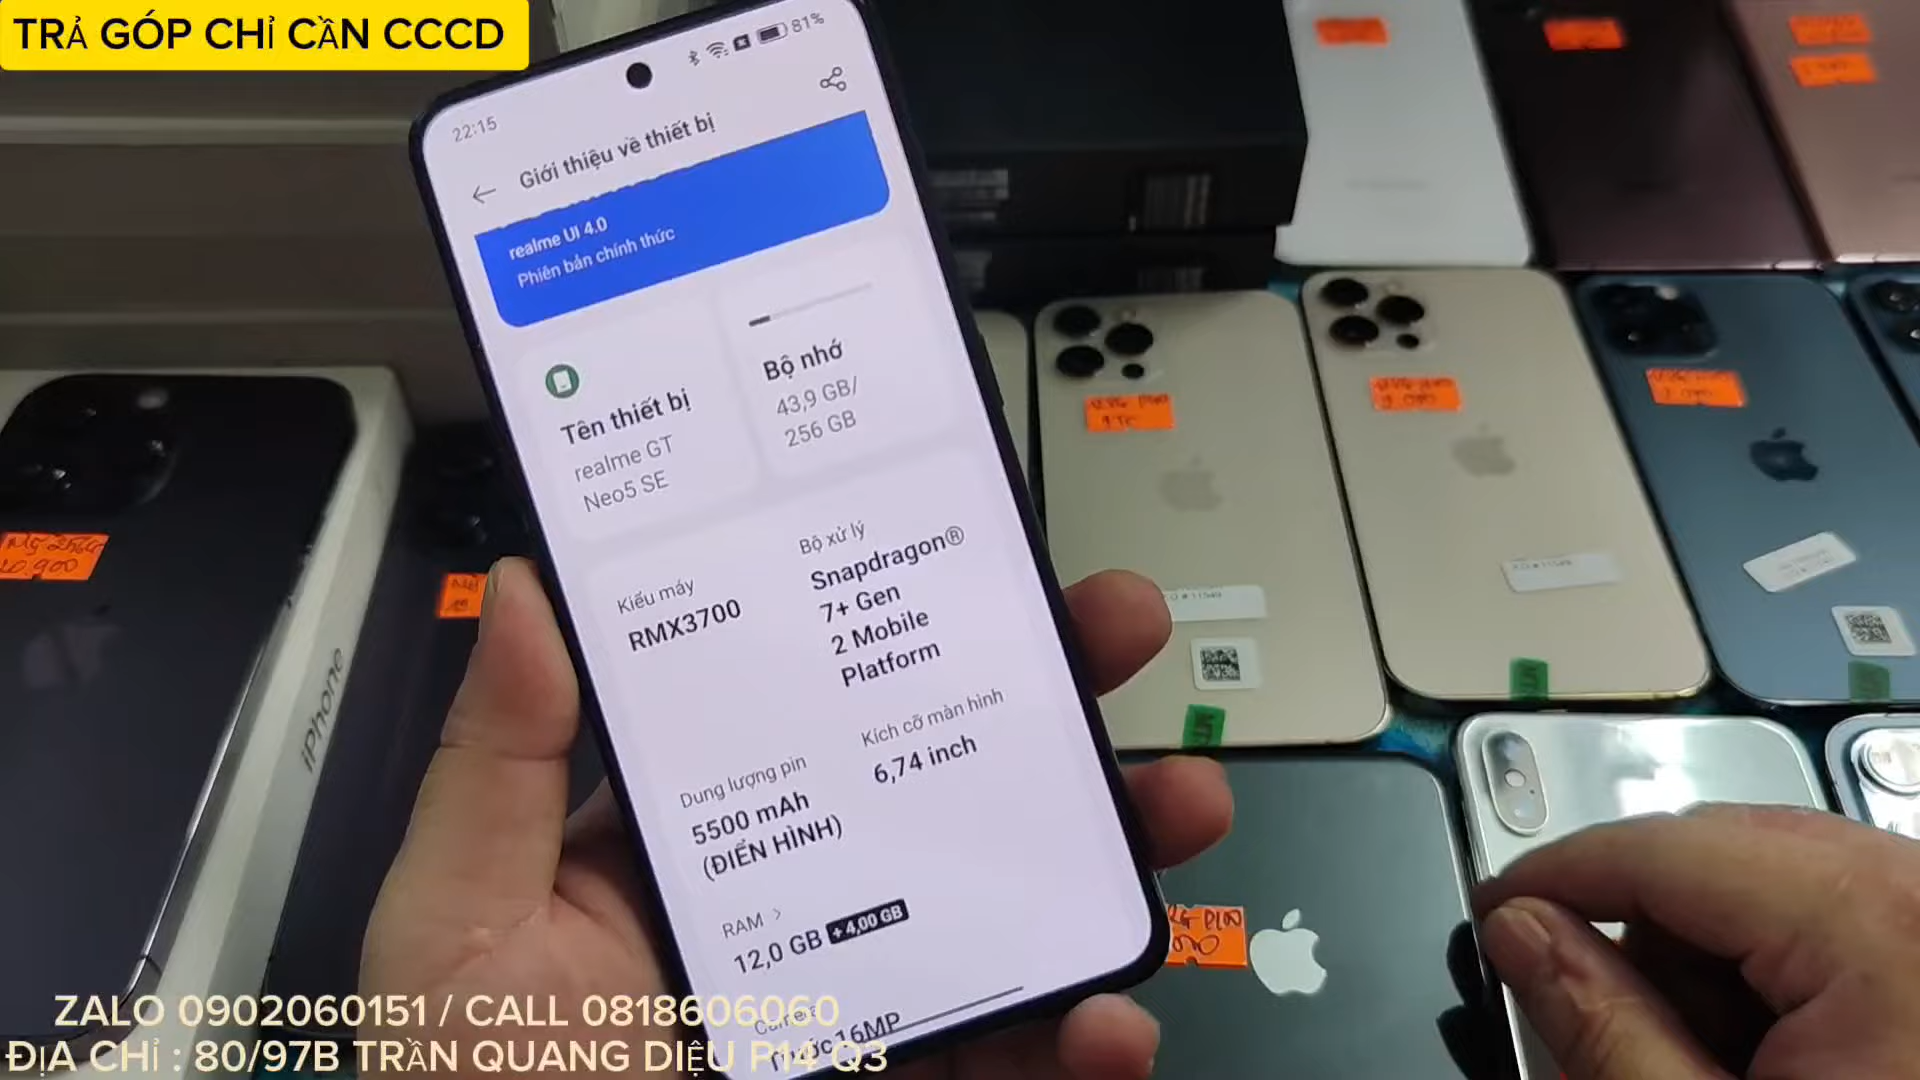 TRẢ GÓP CHỈ CẦN CCCD
81%
22:15
Giới thiệu về thiết bị
realme UI 4.0
Phiên bản chính thức
Tên thiết bị
realme GT
Neo5 SE
Bộ nhớ
43,9 GB/
256 GB
Kiểu máy
RMX3700
Bộ xử lý
Snapdragon®
7+ Gen
2 Mobile
Platform
Dung lượng pin
5500 mAh
(ĐIỂN HÌNH)
Kích cỡ màn hình
6,74 inch
RAM >
12,0 GB +4,00 GB
Camera
Trước 16MP
iPhone
ZALO 0902060151 / CALL 0818606060
ĐỊA CHỈ : 80/97B TRẦN QUANG DIỆU P14 Q3